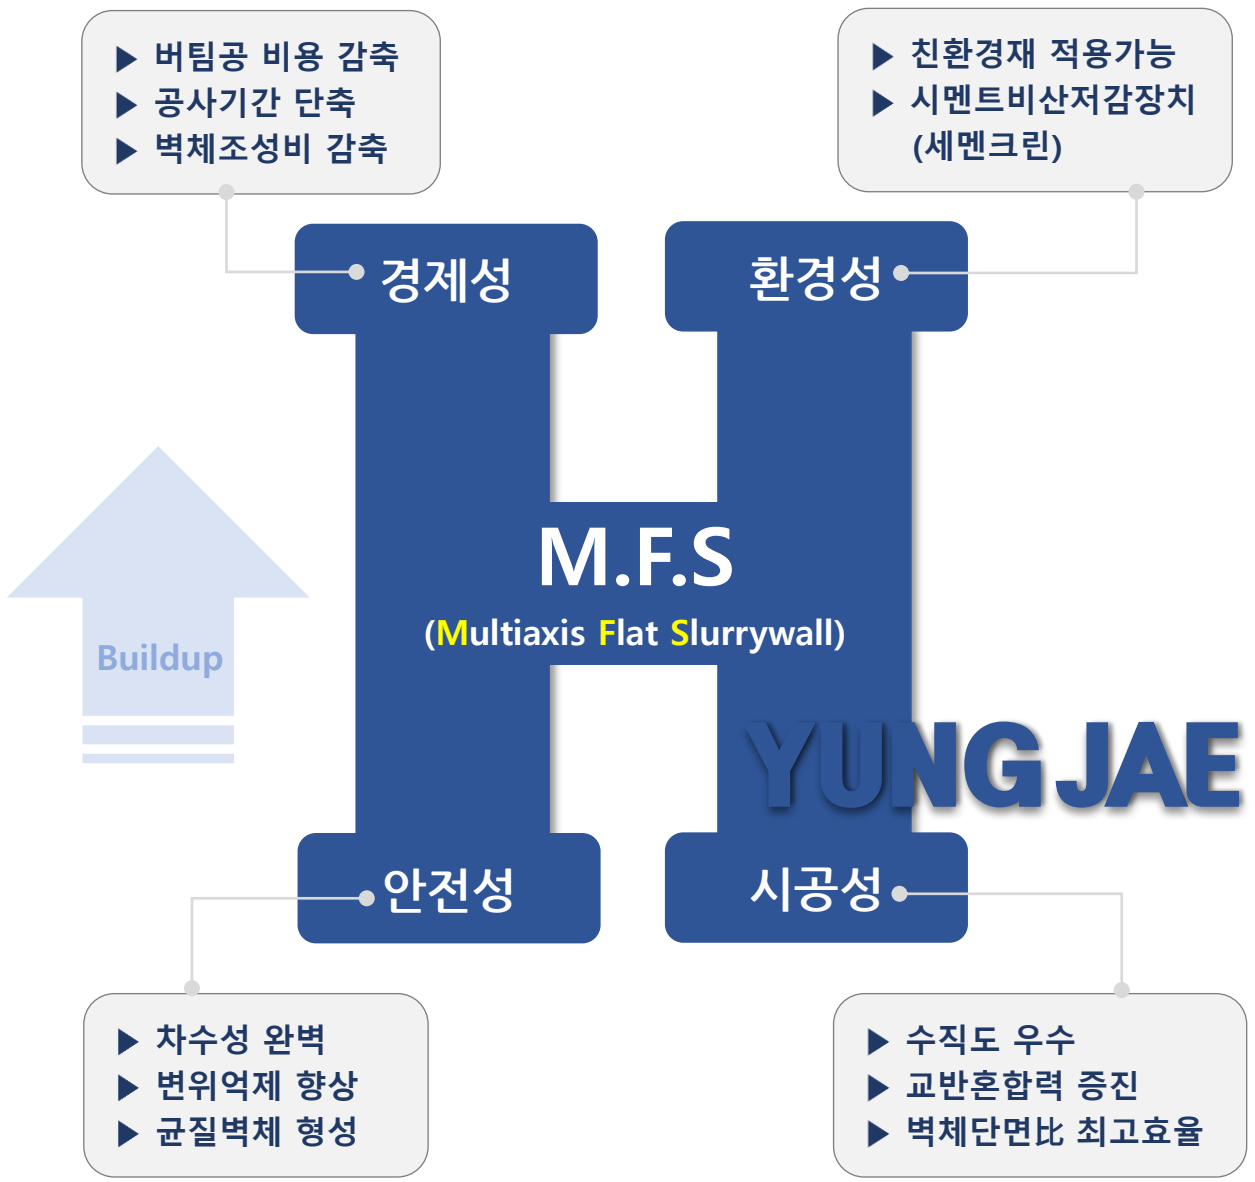 ▶ 버팀공 비용 감축
▶ 공사기간 단축
▶ 벽체조성비 감축
▶ 친환경재 적용가능
▶ 시멘트비산저감장치
(세멘크린)
경제성
환경성
M.F.S
(Multiaxis Flat Slurrywall)
Buildup
YUNG JAE
안전성
시공성
▶ 차수성 완벽
▶ 변위억제 향상
▶ 균질벽체 형성
▶ 수직도 우수
▶ 교반혼합력 증진
▶ 벽체단면比 최고효율